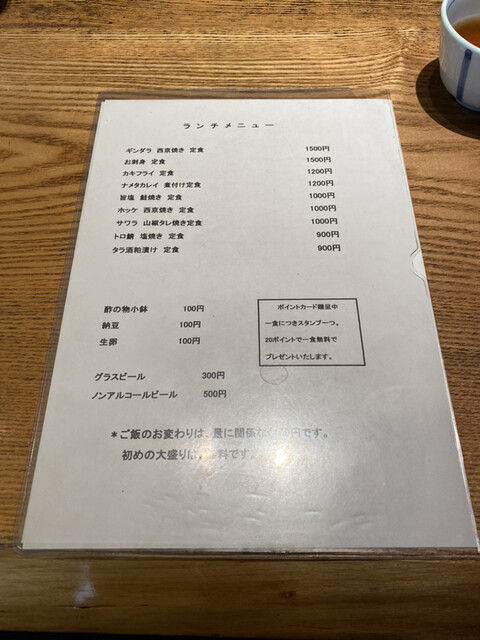 ランチメニュー
ギンダラ 西京焼き 定食 1500円
お刺身 定食 1500円
カキフライ 定食 1200円
ナメタカレイ 煮付け定食 1200円
旨塩 鮭焼き 定食 1000円
ホッケ 西京焼き 定食 1000円
サワラ 山椒タレ焼き定食 1000円
トロ鯖 塩焼き 定食 900円
タラ酒粕漬け 定食 900円
酢の物小鉢 100円
納豆 100円
生卵 100円
ポイントカード贈呈中
一食につきスタンプ一つ。
20ポイントで一食無料で
プレゼントいたします。
グラスビール 300円
ノンアルコールビール 500円
*ご飯のお変わりは、量に関係なく 円です。
初めの大盛りは、 料です。